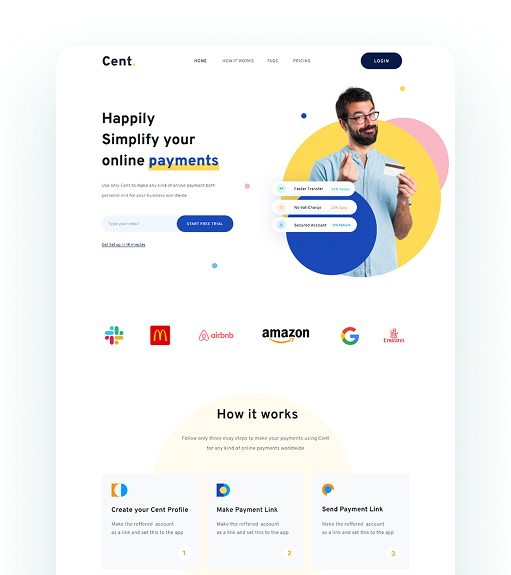 Cent.
HOME
HOW IT WORKS
FAQS
PRICING
LOGIN
Happily
Simplify your
online payments
Use only Cent to make any kind of online payment both
personal and for your business worldwide
Type your email
START FREE TRIAL
Get Set up in 14 minutes
Faster Transfer
No Vat Charge
Secured Account
airbnb
amazon
Emirates
How it works
Follow only three esay steps to make your payments using Cent
for any kind of online payments worldwide
Create your Cent Profile
Make the reffered account
as a link and set this to the app
1
Make Payment Link
Make the reffered account
as a link and set this to the app
2
Send Payment Link
Make the reffered account
as a link and set this to the app
3